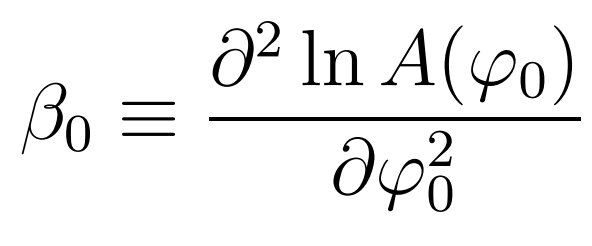 β₀ ≡ ∂² ln A(φ₀) / ∂φ₀²